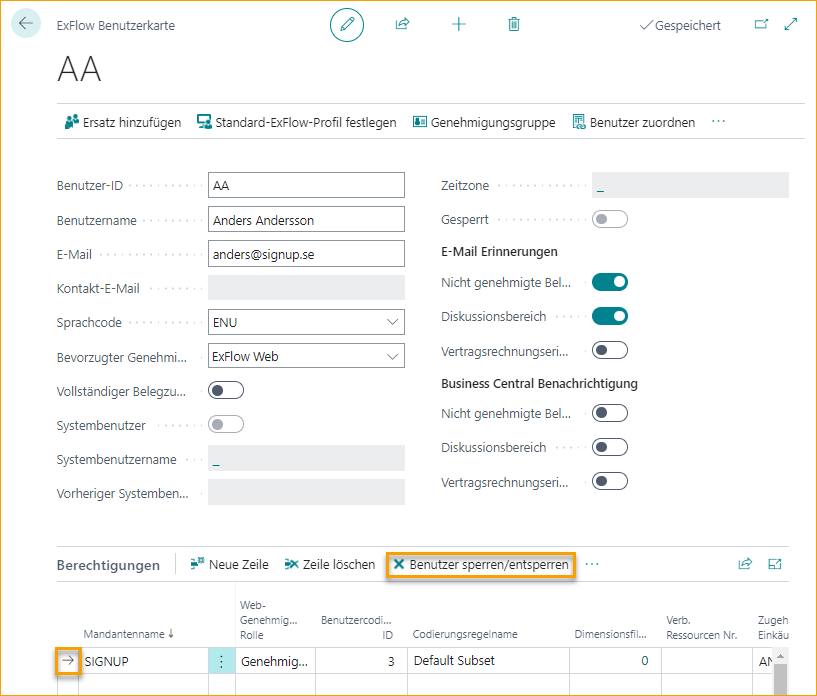 ExFlow Benutzerkarte
Gespeichert
AA
Ersatz hinzufügen Standard-ExFlow-Profil festlegen Genehmigungsgruppe Benutzer zuordnen ...
Benutzer-ID AA
Benutzername Anders Andersson
E-Mail anders@signup.se
Kontakt-E-Mail
Sprachcode ENU
Bevorzugter Genehmi... ExFlow Web
Vollständiger Belegzu...
Systembenutzer
Systembenutzername _
Vorheriger Systemben...
Zeitzone _
Gesperrt
E-Mail Erinnerungen
Nicht genehmigte Bel...
Diskussionsbereich
Vertragsrechnungseri...
Business Central Benachrichtigung
Nicht genehmigte Bel...
Diskussionsbereich
Vertragsrechnungseri...
Berechtigungen Neue Zeile Zeile löschen Benutzer sperren/entsperren ...
Mandantenname ↓
Web-
Genehmig...
Rolle
Benutzercodi...
ID
Codierungsregelname
Dimensionsfil...
Verb.
Ressourcen Nr.
Zugeh
Einkäu
→ SIGNUP Genehmig... 3 Default Subset 0 AN